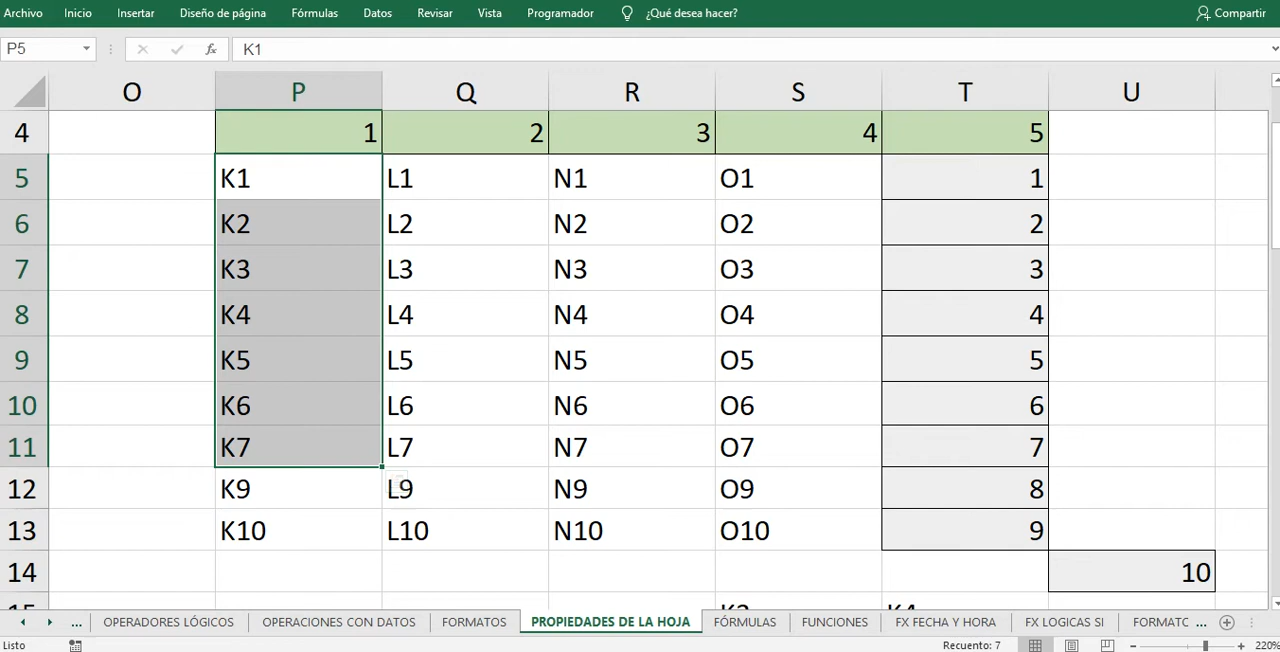 Archivo Inicio Insertar Diseño de página Fórmulas Datos Revisar Vista Programador ¿Qué desea hacer? Compartir
P5 fx K1
O P Q R S T U
4 1 2 3 4 5
5 K1 L1 N1 O1 1
6 K2 L2 N2 O2 2
7 K3 L3 N3 O3 3
8 K4 L4 N4 O4 4
9 K5 L5 N5 O5 5
10 K6 L6 N6 O6 6
11 K7 L7 N7 O7 7
12 K9 L9 N9 O9 8
13 K10 L10 N10 O10 9
14 10
... OPERADORES LÓGICOS OPERACIONES CON DATOS FORMATOS PROPIEDADES DE LA HOJA FÓRMULAS FUNCIONES FX FECHA Y HORA FX LOGICAS SI FORMATC ...
Listo Recuento: 7 220%